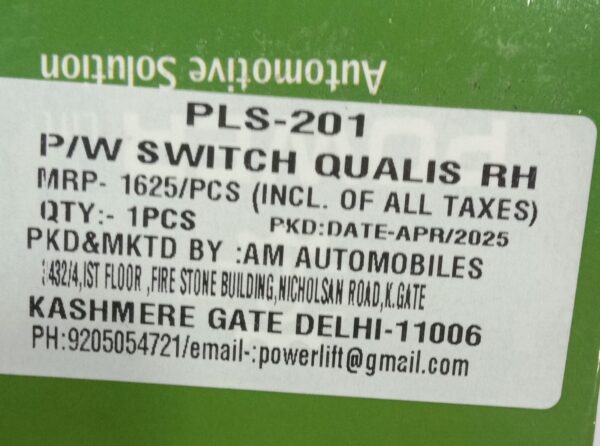 Automotive Solution
PLS-201
P/W SWITCH QUALIS RH
MRP- 1625/PCS (INCL. OF ALL TAXES)
QTY:- 1PCS PKD:DATE-APR/2025
PKD&MKTD BY :AM AUTOMOBILES
432/4,IST FLOOR ,FIRE STONE BUILDING,NICHOLSAN ROAD,K.GATE
KASHMERE GATE DELHI-11006
PH:9205054721/email-:powerlift@gmail.com